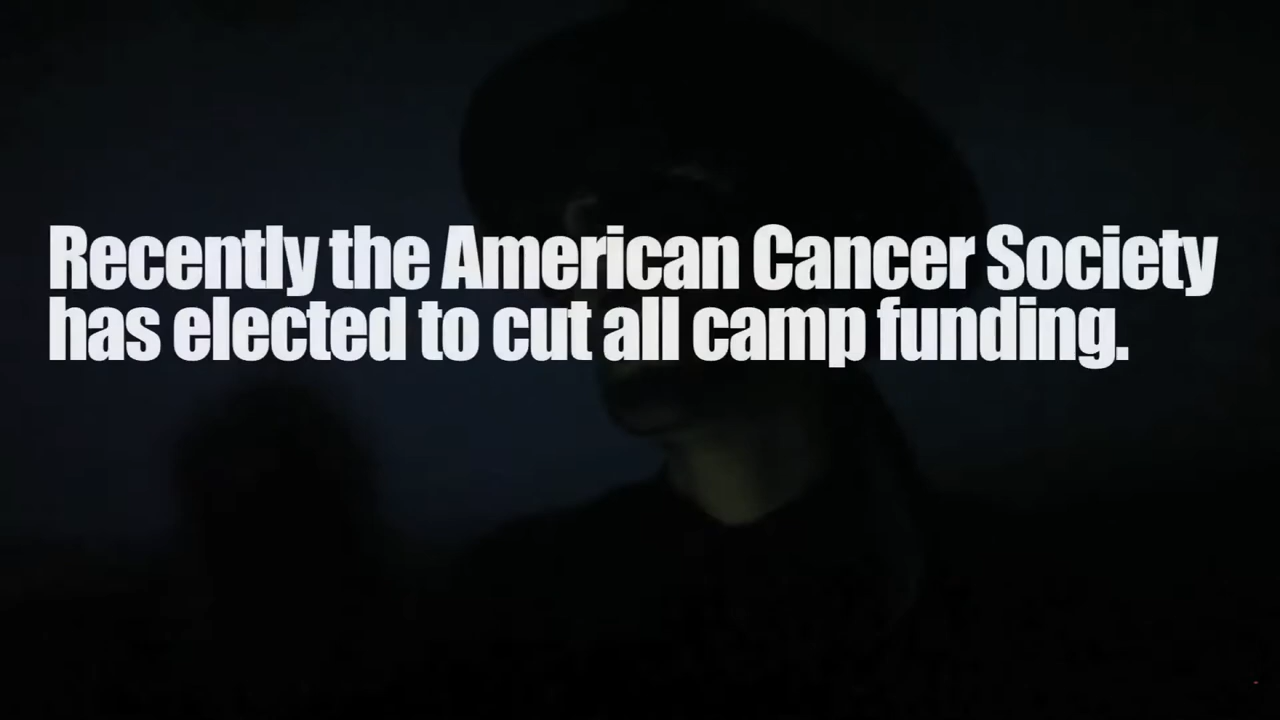 Recently the American Cancer Society
has elected to cut all camp funding.